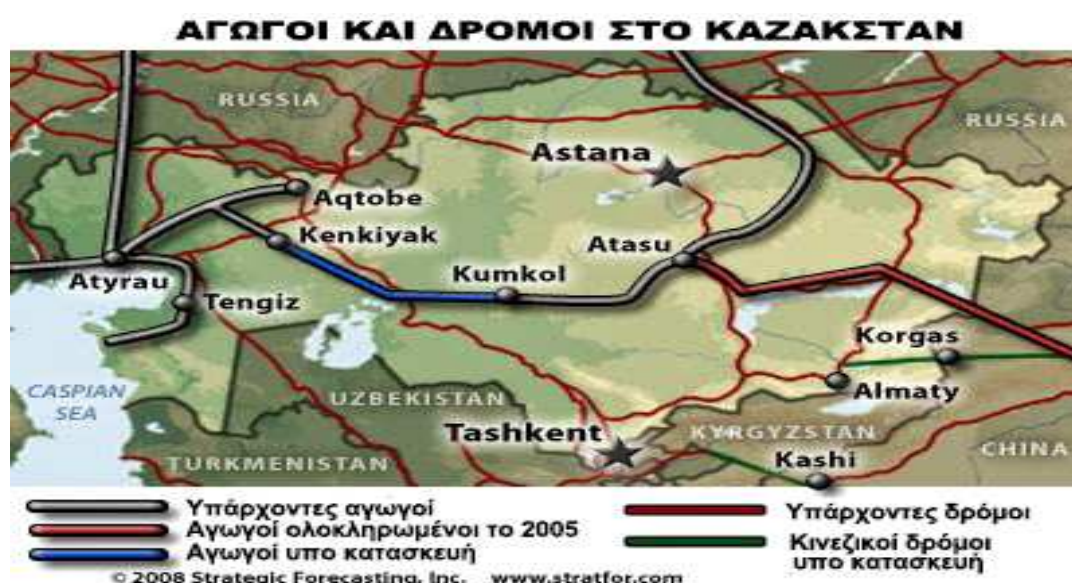 ΑΓΩΓΟΙ ΚΑΙ ΔΡΟΜΟΙ ΣΤΟ ΚΑΖΑΚΣΤΑΝ
RUSSIA
RUSSIA
Astana
Aqtobe
Kenkiyak
Atasu
Atyrau
Kumkol
Tengiz
Korgas
CASPIAN
SEA
Almaty
UZBEKISTAN
Tashkent
KYRGYZSTAN
CHINA
TURKMENISTAN
Kashi
Υπάρχοντες αγωγοί
Αγωγοί ολοκληρωμένοι το 2005
Αγωγοί υπο κατασκευή
Υπάρχοντες δρόμοι
Κινεζικοί δρόμοι
υπο κατασκευή
© 2008 Strategic Forecasting, Inc. www.stratfor.com